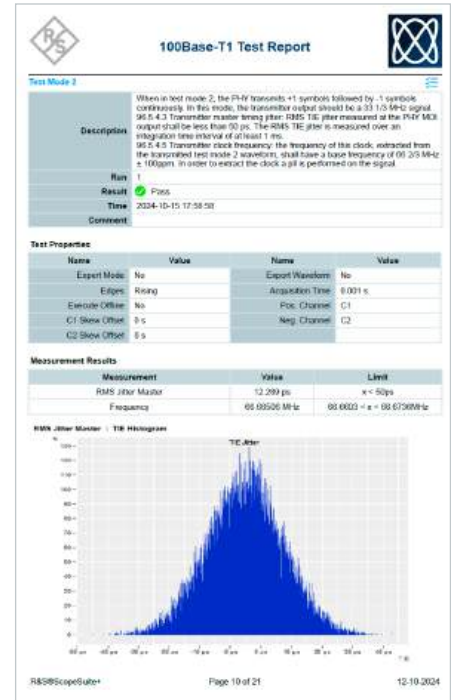 R&S
100Base-T1 Test Report
Test Mode 2
Description
When in test mode 2, the PHY transmits +1 symbols followed by -1 symbols
continuously. In this mode, the transmitter output should be a 33 1/3 MHz signal.
96.5.4.3 Transmitter master timing jitter: RMS TIE jitter measured at the PHY MDI
output shall be less than 50 ps. The RMS TIE jitter is measured over an
integration time interval of at least 1 ms.
96.5.4.5 Transmitter clock frequency: the frequency of this clock, extracted from
the transmitted test mode 2 waveform, shall have a base frequency of 66 2/3 MHz
± 100ppm. In order to extract the clock a pll is performed on the signal.
Run 1
Result Pass
Time 2024-10-15 17:58:58
Comment
Test Properties
Name Value Name Value
Expert Mode No Export Waveform No
Edges Rising Acquisition Time 0.001 s
Execute Offline No Pos. Channel C1
C1 Skew Offset 0 s Neg. Channel C2
C2 Skew Offset 0 s
Measurement Results
Measurement Value Limit
RMS Jitter Master 12.289 ps x < 50ps
Frequency MHz
RMS Jitter Master : TIE Histogram
TIE Jitter
R&S®ScopeSuite+ Page 10 of 21 12-10-2024